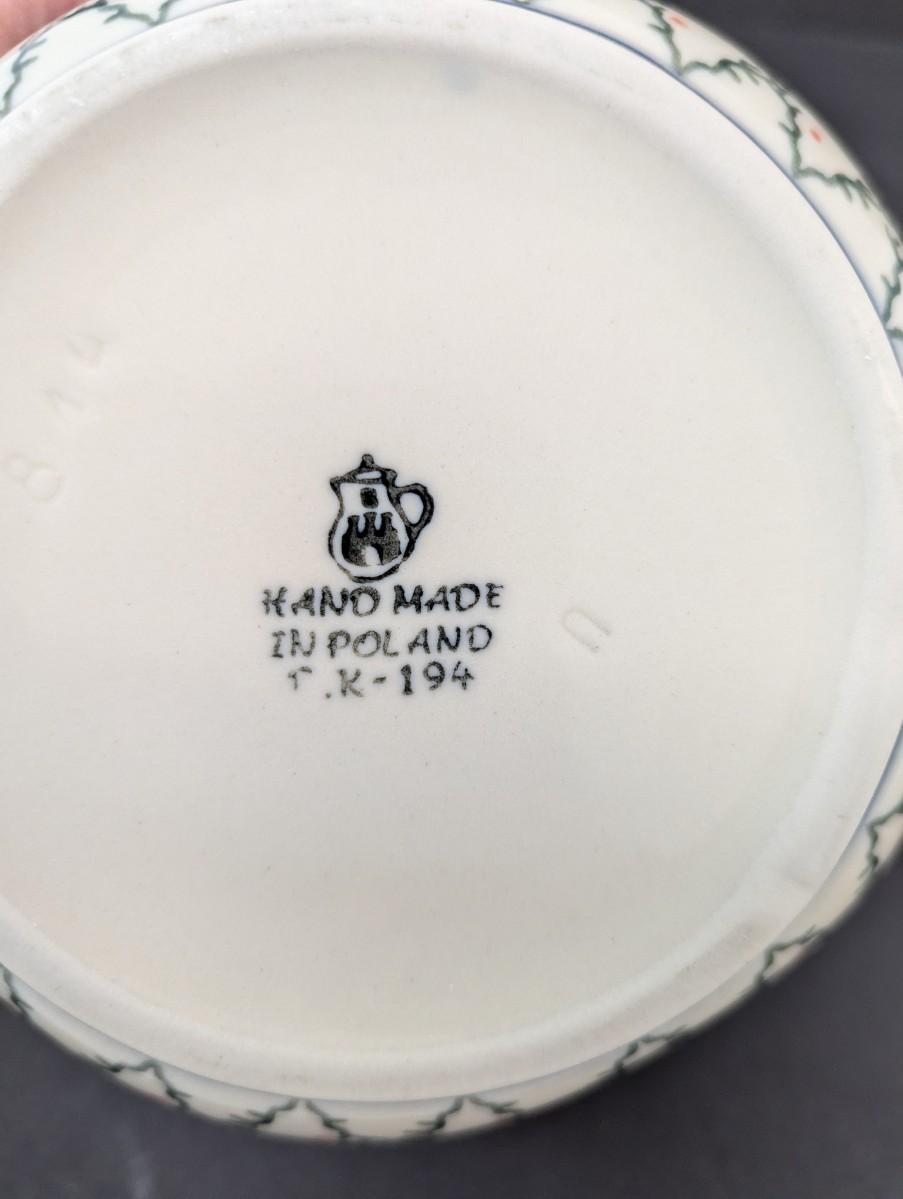 HAND MADE
IN POLAND
.K-194
U